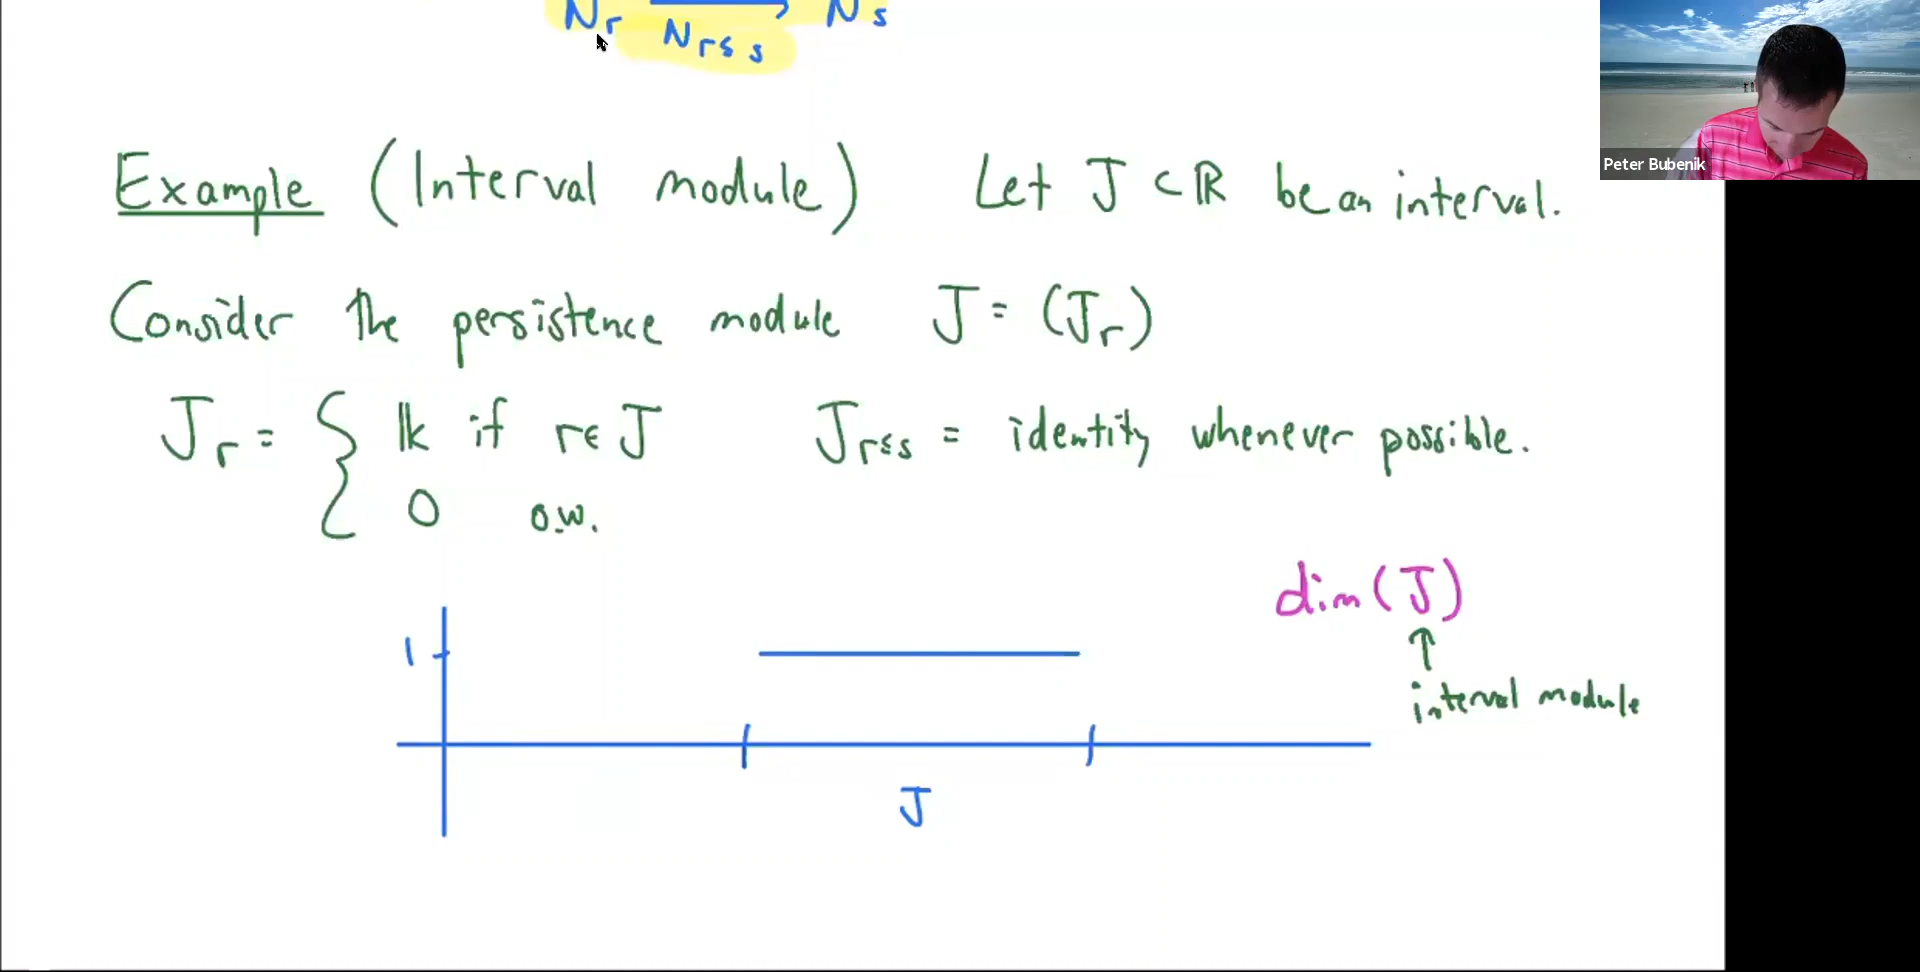 N_r → N_s
N_{r≤s}
Peter Bubenik
Example (Interval module) Let J ⊂ ℝ be an interval.
Consider the persistence module J = (J_r)
J_r = { 𝕜 if r ∈ J
0 o.w.
J_{r≤s} = identity whenever possible.
dim(J)
↑
interval module
1
J